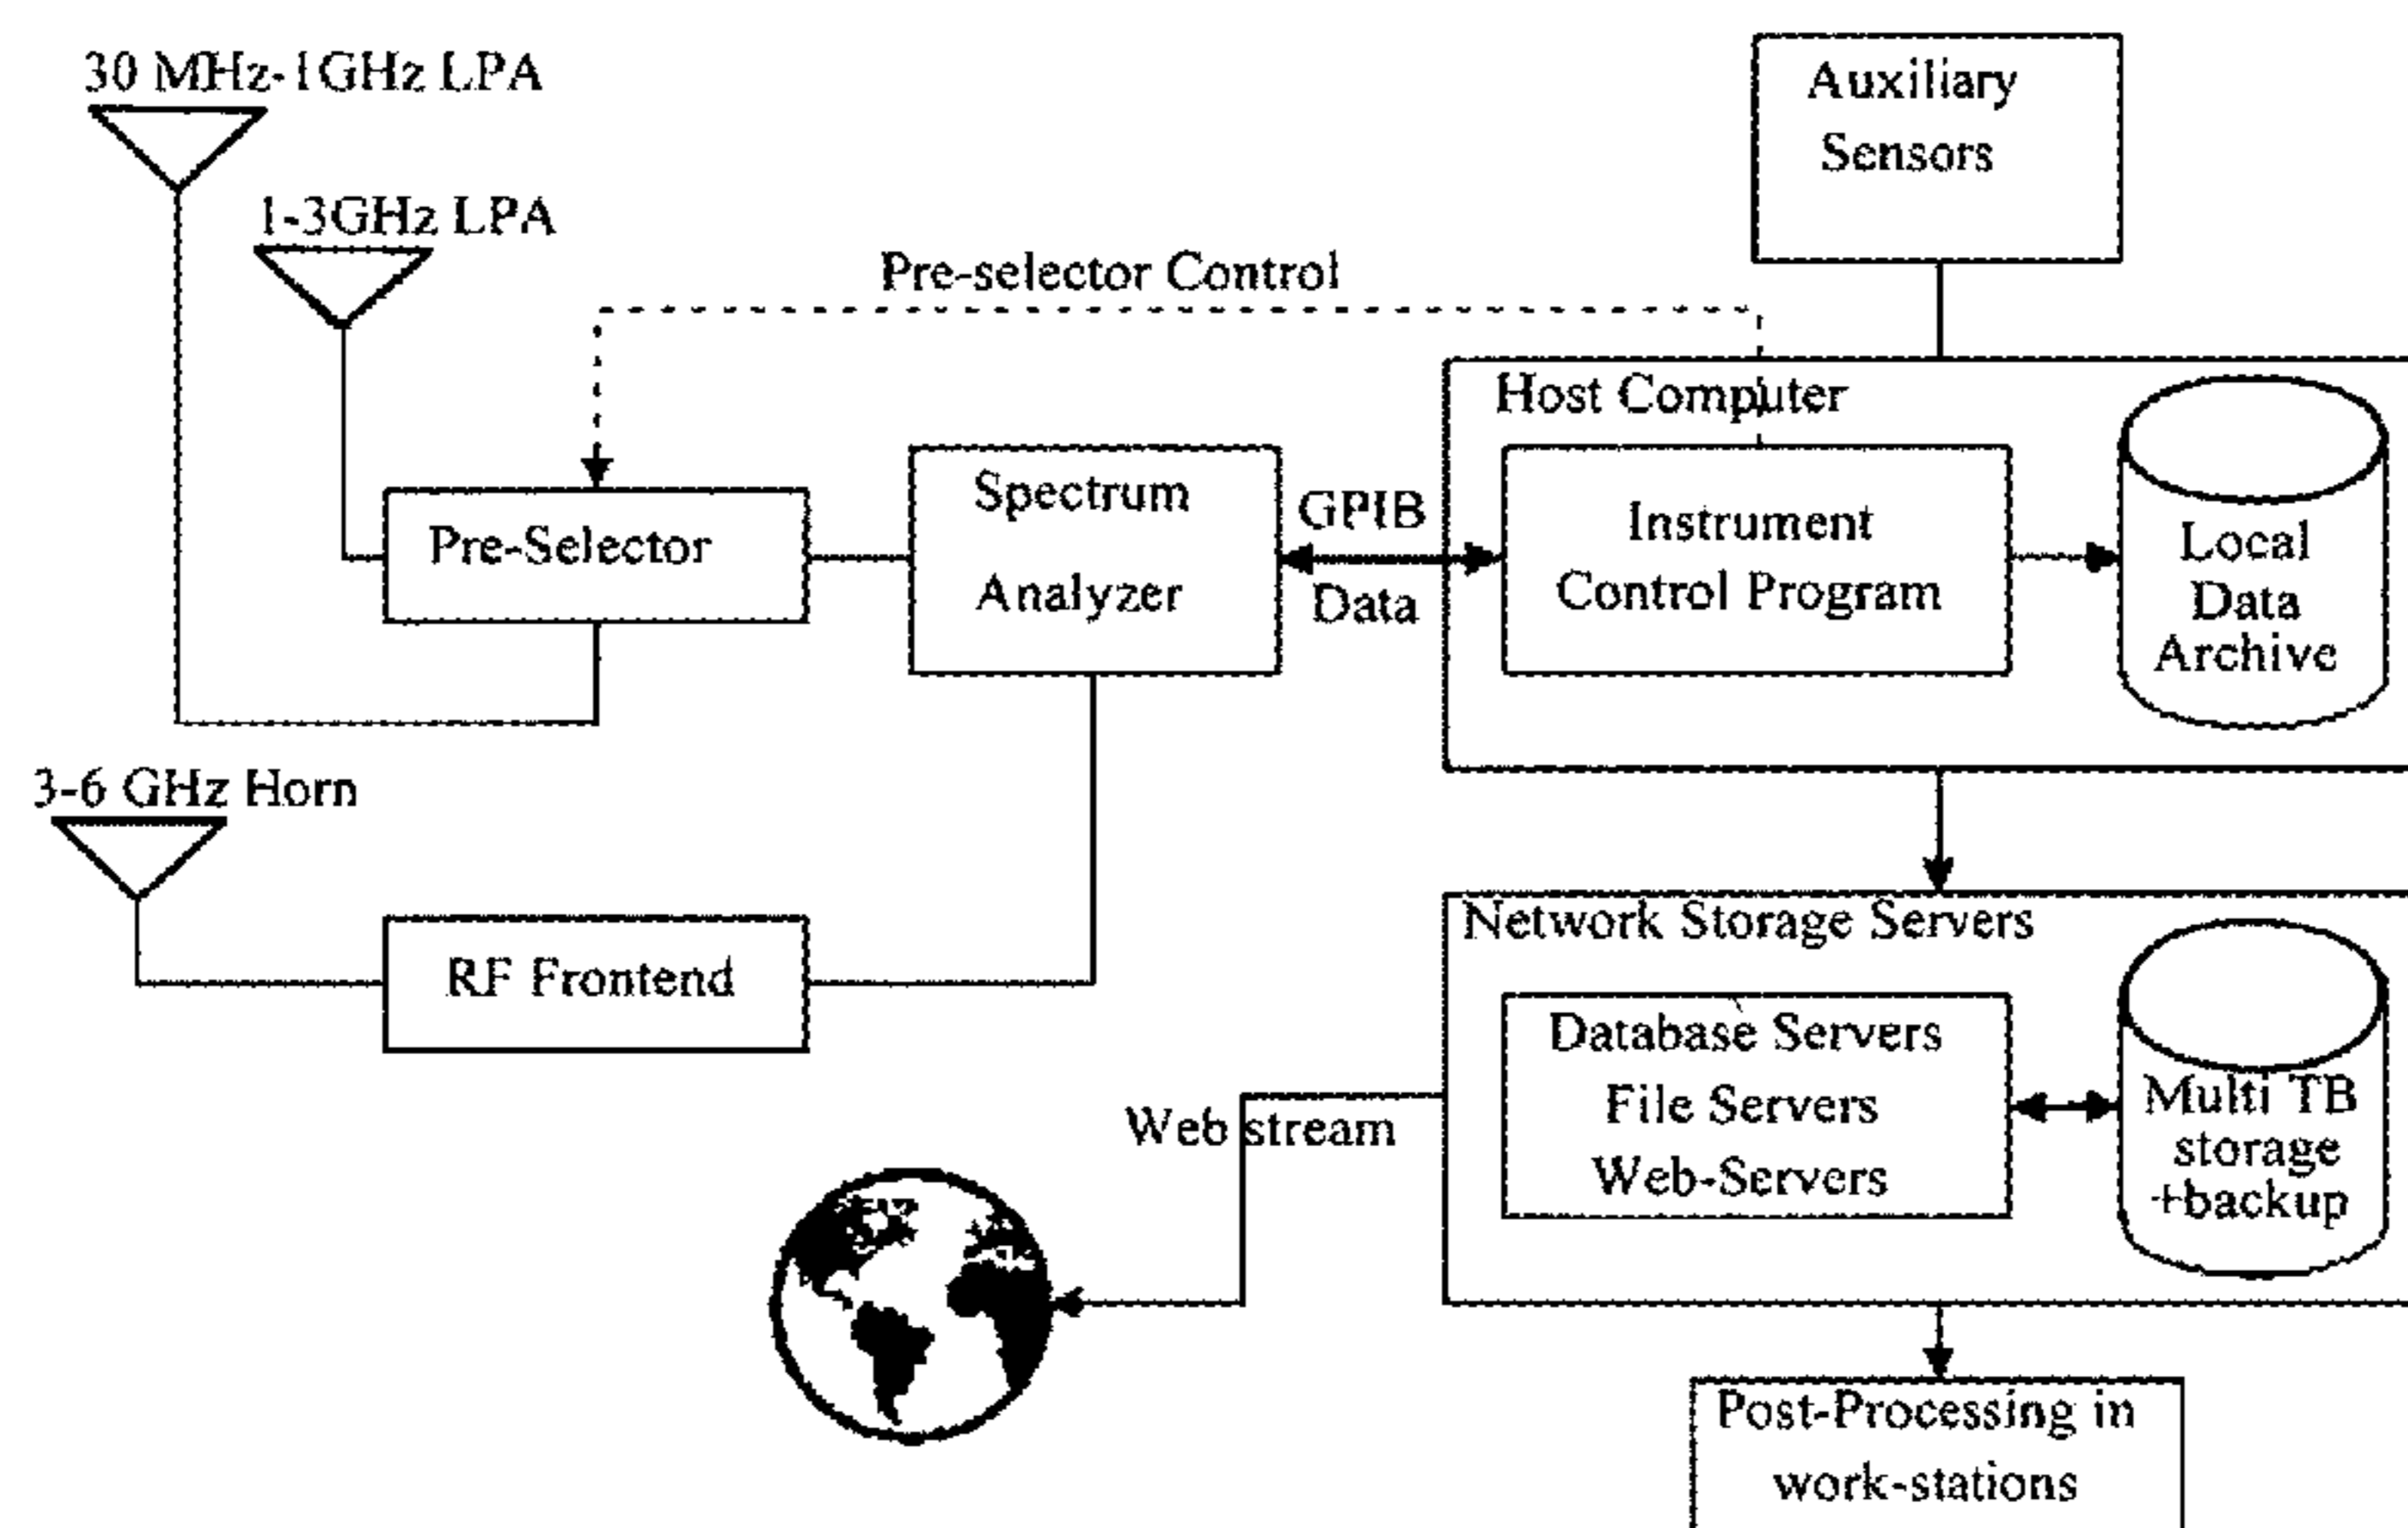 30 MHz-1GHz LPA
1-3GHz LPA
Pre-selector Control
Auxiliary
Sensors
Host Computer
Pre-Selector
Spectrum
Analyzer
GPIB
Data
Instrument
Control Program
Local
Data
Archive
3-6 GHz Horn
RF Frontend
Network Storage Servers
Database Servers
File Servers
Web-Servers
Multi TB
storage
+backup
Web stream
Post-Processing in
work-stations